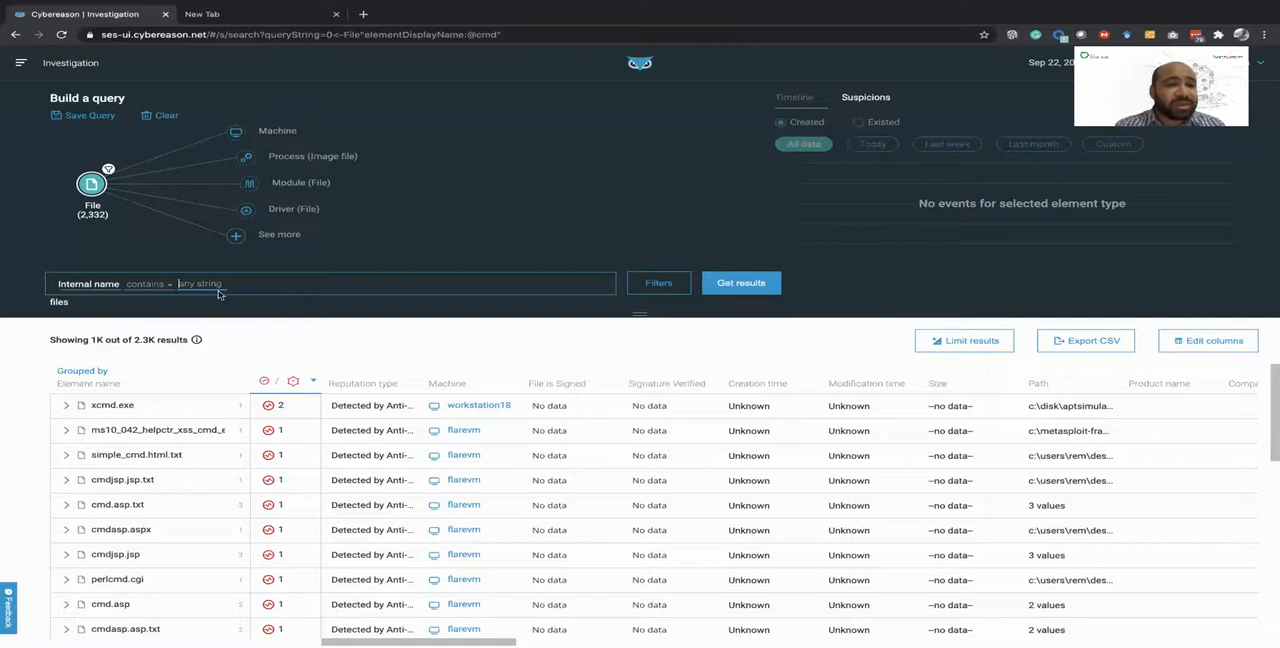 Cybereason | Investigation
New Tab
ses-ui.cybereason.net/#/s/search?queryString=0<-File"elementDisplayName:@cmd"
79
Investigation
Sep 22, 20
Build a query
Save Query
Clear
Timeline
Suspicions
Created
Existed
All data
Today
Last week
Last month
Custom
Machine
Process (Image file)
Module (File)
Driver (File)
See more
File
(2,332)
No events for selected element type
Internal name contains any string
Filters
Get results
files
Showing 1K out of 2.3K results
Limit results
Export CSV
Edit columns
Grouped by
Element name / Reputation type Machine File is Signed Signature Verified Creation time Modification time Size Path Product name Compa
xcmd.exe 1 2 Detected by Anti-... workstation18 No data No data Unknown Unknown –no data– c:\disk\aptsimula...
ms10_042_helpctr_xss_cmd_e 1 1 Detected by Anti-... flarevm No data No data Unknown Unknown –no data– c:\metasploit-fra...
simple_cmd.html.txt 1 1 Detected by Anti-... flarevm No data No data Unknown Unknown –no data– c:\users\rem\des...
cmdjsp.jsp.txt 1 1 Detected by Anti-... flarevm No data No data Unknown Unknown –no data– c:\users\rem\des...
cmd.asp.txt 3 1 Detected by Anti-... flarevm No data No data Unknown Unknown –no data– 3 values
cmdasp.aspx 1 1 Detected by Anti-... flarevm No data No data Unknown Unknown –no data– c:\users\rem\des...
cmdjsp.jsp 3 1 Detected by Anti-... flarevm No data No data Unknown Unknown –no data– 3 values
perlcmd.cgi 1 1 Detected by Anti-... flarevm No data No data Unknown Unknown –no data– c:\users\rem\des...
cmd.asp 2 1 Detected by Anti-... flarevm No data No data Unknown Unknown –no data– 2 values
cmdasp.asp.txt 2 1 Detected by Anti-... flarevm No data No data Unknown Unknown –no data– 2 values
Feedback